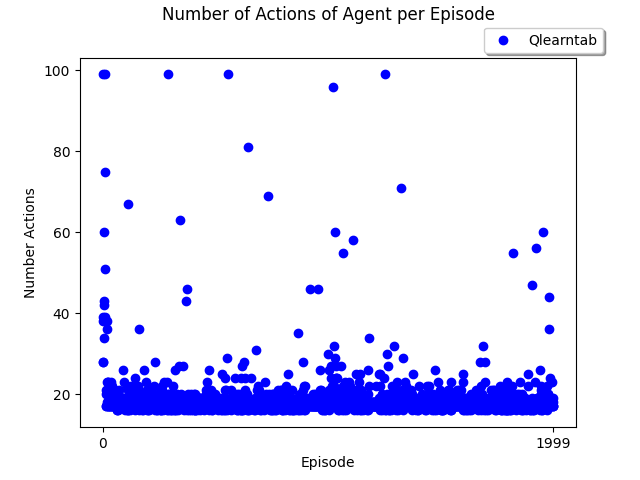 Number of Actions of Agent per Episode
Qlearntab
100
80
60
40
20
Number Actions
0
1999
Episode